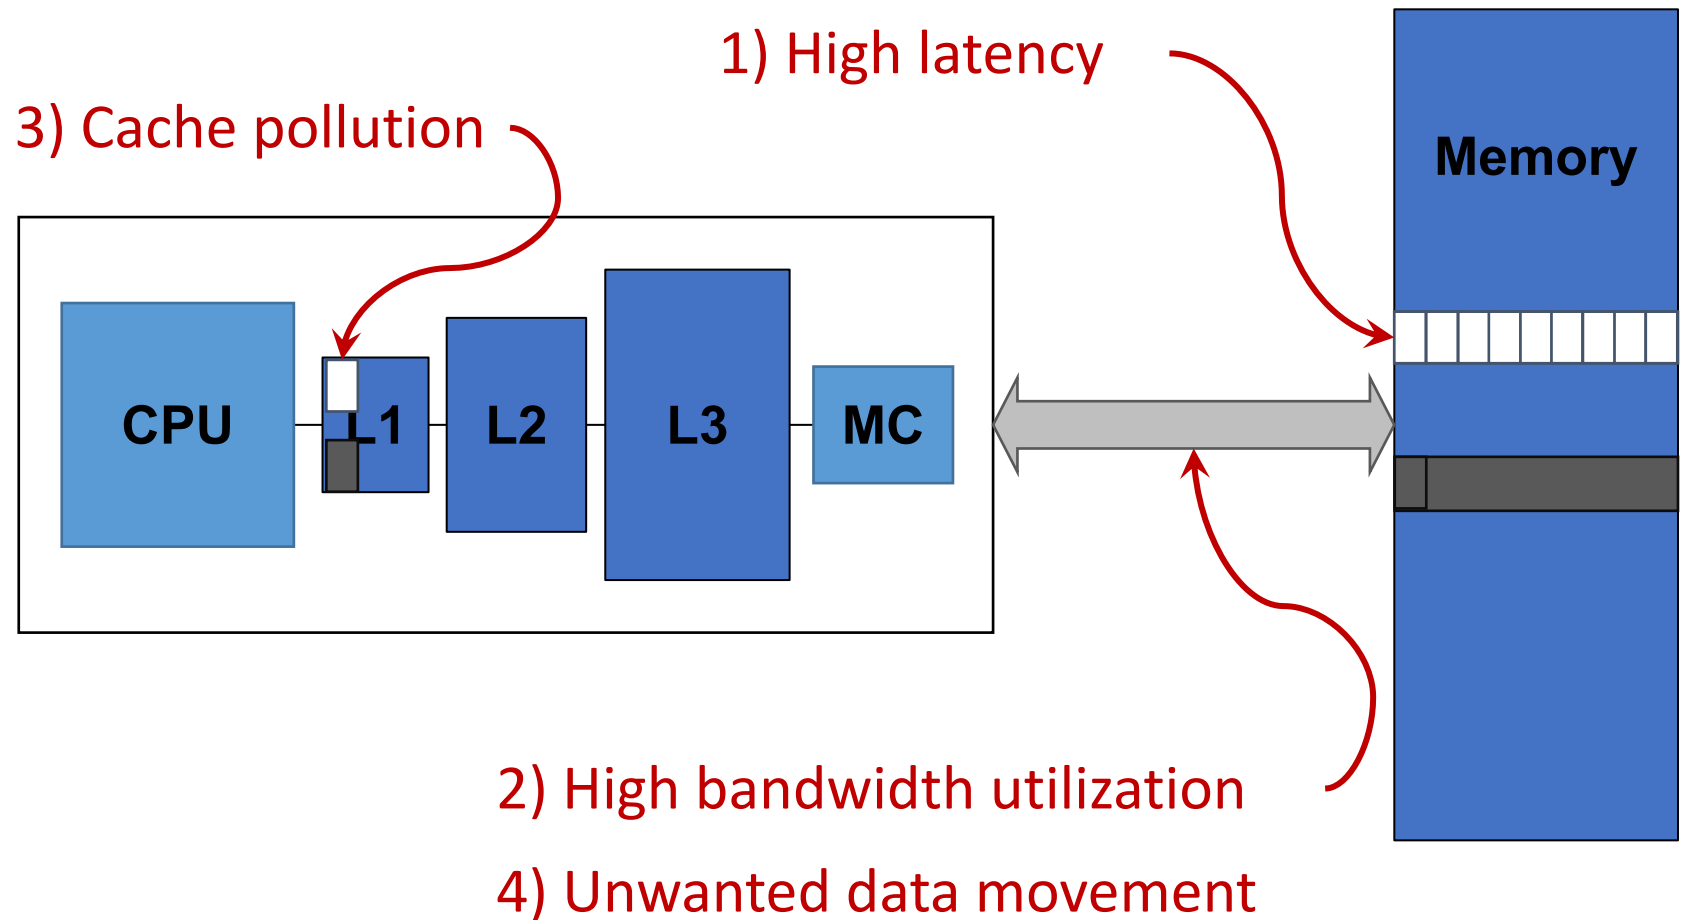 1) High latency
3) Cache pollution
Memory
CPU
L1
L2
L3
MC
2) High bandwidth utilization
4) Unwanted data movement